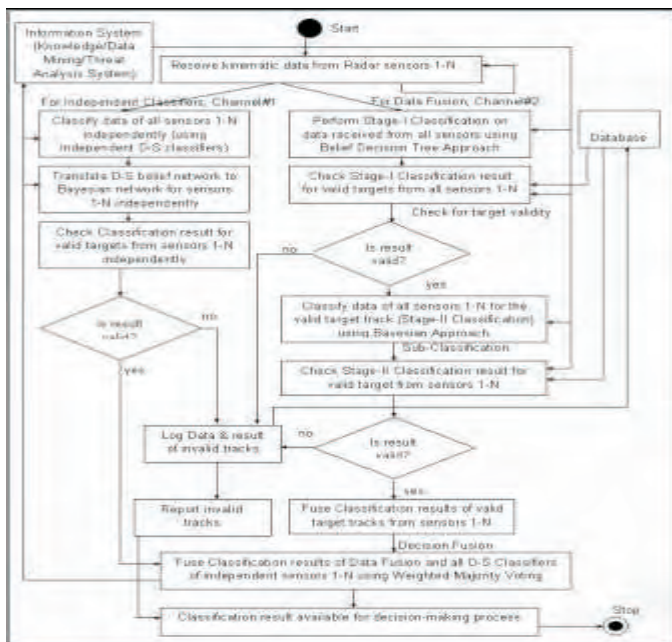 Start
Information System
(Knowledge/Data
Mining/Threat
Analysis System)
Receive kinematic data from Radar sensors 1-N
For Independent Classifiers, Channel#1
For Data Fusion, Channel#2
Classify data of all sensors 1-N
independently (using
independent D-S classifiers)
Perform Stage-I Classification on
data received from all sensors using
Belief Decision Tree Approach
Database
Translate D-S belief network to
Bayesian network for sensors
1-N independently
Check Stage-I Classification result
for valid targets from all sensors 1-N
Check for target validity
Check Classification result for
valid targets from sensors 1-N
independently
no
Is result
valid?
yes
Is result
valid?
no
yes
Classify data of all sensors 1-N for the
valid target track (Stage-II Classification)
using Bayesian Approach
Sub-Classification
Check Stage-II Classification result for
valid target from sensors 1-N
Log Data & result
of invalid tracks
no
Is result
valid?
yes
Report invalid
tracks
Fuse Classification results of valid
target tracks from sensors 1-N
Decision Fusion
Fuse Classification results of Data Fusion and all D-S Classifiers
of independent sensors 1-N using Weighted Majority Voting
Classification result available for decision-making process
Stop